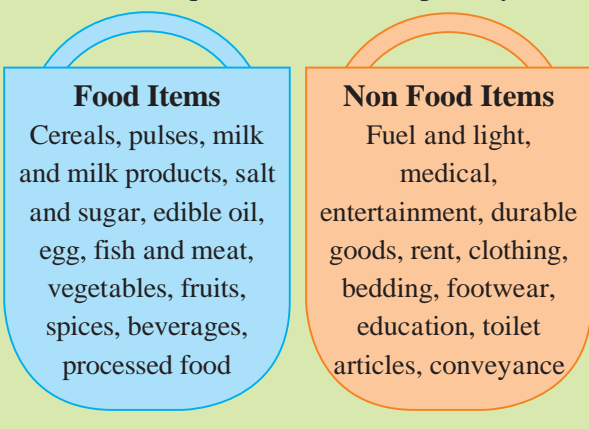 Food Items
Cereals, pulses, milk
and milk products, salt
and sugar, edible oil,
egg, fish and meat,
vegetables, fruits,
spices, beverages,
processed food
Non Food Items
Fuel and light,
medical,
entertainment, durable
goods, rent, clothing,
bedding, footwear,
education, toilet
articles, conveyance